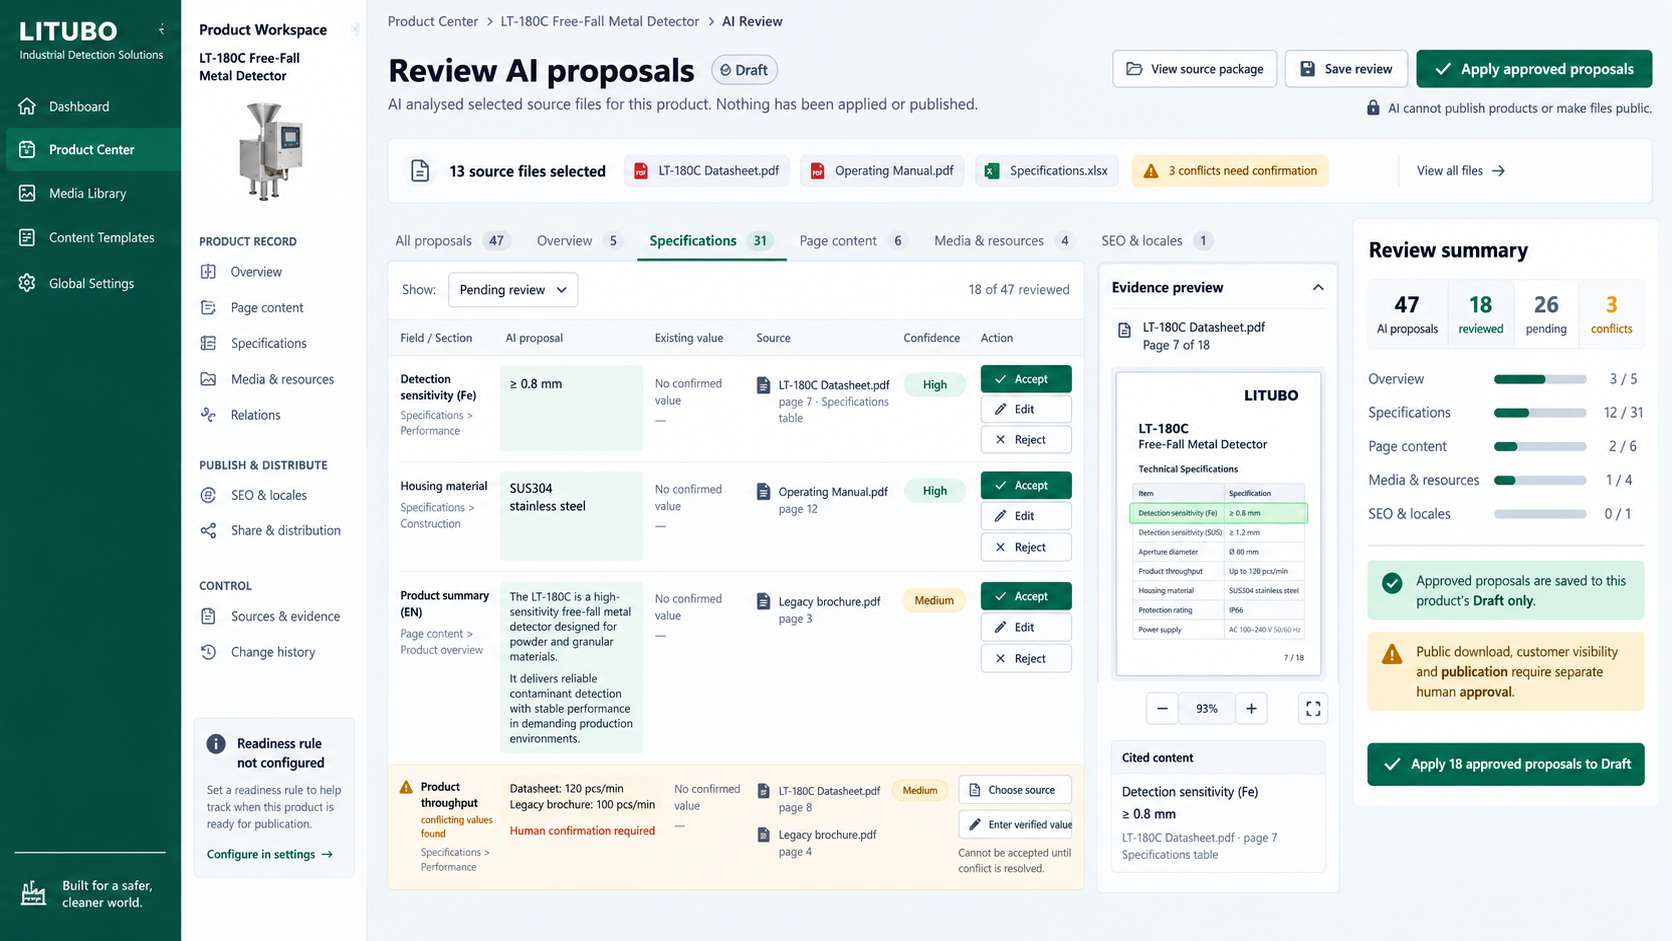 LITUBO
Industrial Detection Solutions
Dashboard
Product Center
Media Library
Content Templates
Global Settings
Built for a safer,
cleaner world.
Product Workspace
LT-180C Free-Fall
Metal Detector
PRODUCT RECORD
Overview
Page content
Specifications
Media & resources
Relations
PUBLISH & DISTRIBUTE
SEO & locales
Share & distribution
CONTROL
Sources & evidence
Change history
Readiness rule
not configured
Set a readiness rule to help
track when this product is
ready for publication.
Configure in settings →
Product Center > LT-180C Free-Fall Metal Detector > AI Review
Review AI proposals
Draft
AI analysed selected source files for this product. Nothing has been applied or published.
View source package
Save review
Apply approved proposals
AI cannot publish products or make files public.
13 source files selected
LT-180C Datasheet.pdf
Operating Manual.pdf
Specifications.xlsx
3 conflicts need confirmation
View all files →
All proposals 47
Overview 5
Specifications 31
Page content 6
Media & resources 4
SEO & locales 1
Show: Pending review
18 of 47 reviewed
Field / Section AI proposal Existing value Source Confidence Action
Detection
sensitivity (Fe)
Specifications >
Performance
≥ 0.8 mm
No confirmed
value
—
LT-180C Datasheet.pdf
page 7 · Specifications
table
High
Accept
Edit
Reject
Housing material
Specifications >
Construction
SUS304
stainless steel
No confirmed
value
—
Operating Manual.pdf
page 12
High
Accept
Edit
Reject
Product summary
(EN)
Page content >
Product overview
The LT-180C is a high-
sensitivity free-fall metal
detector designed for
powder and granular
materials.
It delivers reliable
contaminant detection
with stable performance
in demanding production
environments.
No confirmed
value
—
Legacy brochure.pdf
page 3
Medium
Accept
Edit
Reject
Product
throughput
conflicting values
found
Specifications >
Performance
Datasheet: 120 pcs/min
Legacy brochure: 100 pcs/min
Human confirmation required
No confirmed
value
—
LT-180C Datasheet.pdf
page 8
Legacy brochure.pdf
page 4
Medium
Choose source
Enter verified value
Cannot be accepted until
conflict is resolved.
Evidence preview
LT-180C Datasheet.pdf
Page 7 of 18
LITUBO
LT-180C
Free-Fall Metal Detector
Technical Specifications
Item Specification
Detection sensitivity (Fe) ≥ 0.8 mm
Detection sensitivity (SUS) ≥ 1.2 mm
Aperture diameter Ø 80 mm
Product throughput Up to 120 pcs/min
Housing material SUS304 stainless steel
Protection rating IP66
Power supply AC 100–240 V 50/60 Hz
7 / 18
93%
Cited content
Detection sensitivity (Fe)
≥ 0.8 mm
LT-180C Datasheet.pdf · page 7
Specifications table
Review summary
47 18 26 3
AI proposals reviewed pending conflicts
Overview 3 / 5
Specifications 12 / 31
Page content 2 / 6
Media & resources 1 / 4
SEO & locales 0 / 1
Approved proposals are saved to this
product's Draft only.
Public download, customer visibility
and publication require separate
human approval.
Apply 18 approved proposals to Draft